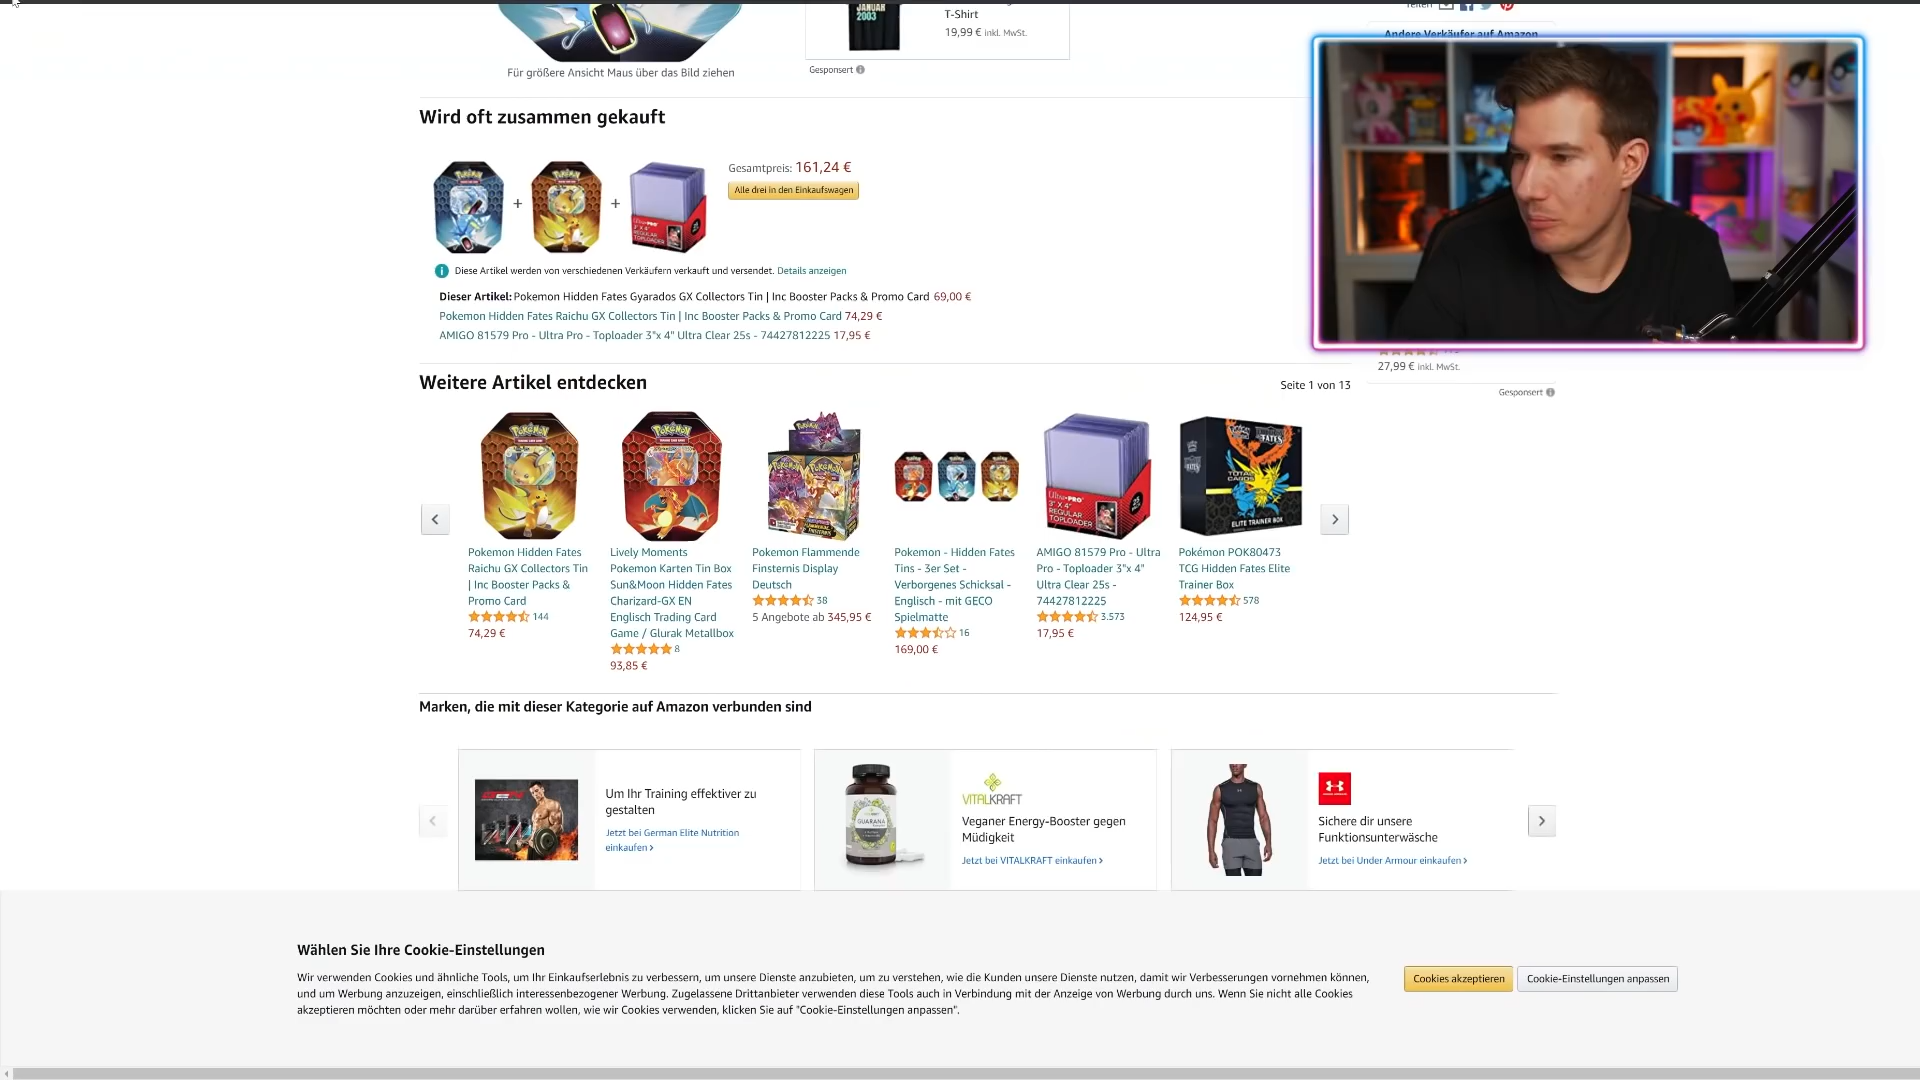 T-Shirt
19,99 € inkl. MwSt.
JANUAR
2003
Teilen
Andere Verkäufer auf Amazon
Gesponsert
Für größere Ansicht Maus über das Bild ziehen
Wird oft zusammen gekauft
Gesamtpreis: 161,24 €
Alle drei in den Einkaufswagen
+
+
Diese Artikel werden von verschiedenen Verkäufern verkauft und versendet. Details anzeigen
Dieser Artikel: Pokemon Hidden Fates Gyarados GX Collectors Tin | Inc Booster Packs & Promo Card 69,00 €
Pokemon Hidden Fates Raichu GX Collectors Tin | Inc Booster Packs & Promo Card 74,29 €
AMIGO 81579 Pro - Ultra Pro - Toploader 3"x 4" Ultra Clear 25s - 74427812225 17,95 €
27,99 € inkl. MwSt.
Gesponsert
Weitere Artikel entdecken
Seite 1 von 13
Pokemon Hidden Fates
Raichu GX Collectors Tin
| Inc Booster Packs &
Promo Card
144
74,29 €
Lively Moments
Pokemon Karten Tin Box
Sun&Moon Hidden Fates
Charizard-GX EN
Englisch Trading Card
Game / Glurak Metallbox
8
93,85 €
Pokemon Flammende
Finsternis Display
Deutsch
38
5 Angebote ab 345,95 €
Pokemon - Hidden Fates
Tins - 3er Set -
Verborgenes Schicksal -
Englisch - mit GECO
Spielmatte
16
169,00 €
AMIGO 81579 Pro - Ultra
Pro - Toploader 3"x 4"
Ultra Clear 25s -
74427812225
3.573
17,95 €
Pokémon POK80473
TCG Hidden Fates Elite
Trainer Box
578
124,95 €
Marken, die mit dieser Kategorie auf Amazon verbunden sind
Um Ihr Training effektiver zu
gestalten
Jetzt bei German Elite Nutrition
einkaufen ›
GUARANA
VITALKRAFT
Veganer Energy-Booster gegen
Müdigkeit
Jetzt bei VITALKRAFT einkaufen ›
Sichere dir unsere
Funktionsunterwäsche
Jetzt bei Under Armour einkaufen ›
Wählen Sie Ihre Cookie-Einstellungen
Wir verwenden Cookies und ähnliche Tools, um Ihr Einkaufserlebnis zu verbessern, um unsere Dienste anzubieten, um zu verstehen, wie die Kunden unsere Dienste nutzen, damit wir Verbesserungen vornehmen können,
und um Werbung anzuzeigen, einschließlich interessenbezogener Werbung. Zugelassene Drittanbieter verwenden diese Tools auch in Verbindung mit der Anzeige von Werbung durch uns. Wenn Sie nicht alle Cookies
akzeptieren möchten oder mehr darüber erfahren wollen, wie wir Cookies verwenden, klicken Sie auf "Cookie-Einstellungen anpassen".
Cookies akzeptieren
Cookie-Einstellungen anpassen